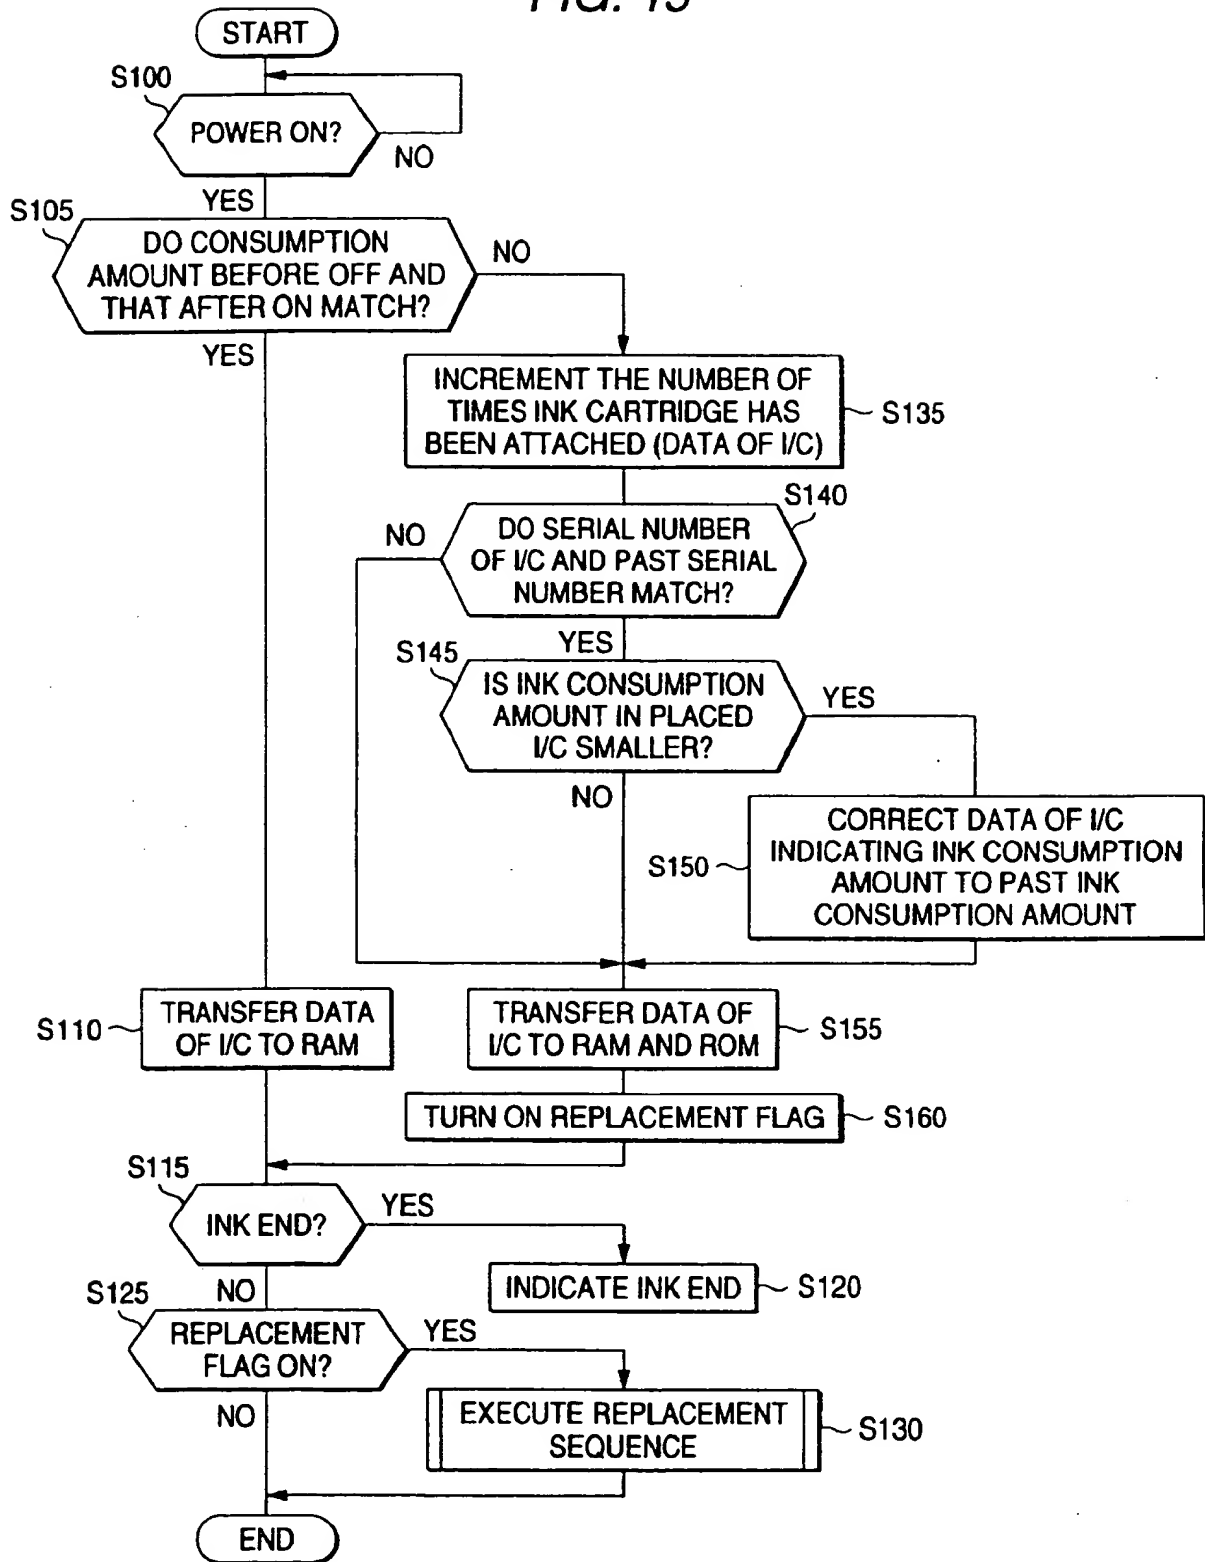 FIG. 15
START
S100
POWER ON?
NO
YES
S105
DO CONSUMPTION
AMOUNT BEFORE OFF AND
THAT AFTER ON MATCH?
NO
YES
INCREMENT THE NUMBER OF
TIMES INK CARTRIDGE HAS
BEEN ATTACHED (DATA OF I/C)
S135
S140
DO SERIAL NUMBER
OF I/C AND PAST SERIAL
NUMBER MATCH?
NO
YES
S145
IS INK CONSUMPTION
AMOUNT IN PLACED
I/C SMALLER?
YES
NO
CORRECT DATA OF I/C
INDICATING INK CONSUMPTION
AMOUNT TO PAST INK
CONSUMPTION AMOUNT
S150
S110
TRANSFER DATA
OF I/C TO RAM
TRANSFER DATA OF
I/C TO RAM AND ROM
S155
TURN ON REPLACEMENT FLAG
S160
S115
INK END?
YES
NO
INDICATE INK END
S120
S125
REPLACEMENT
FLAG ON?
YES
NO
EXECUTE REPLACEMENT
SEQUENCE
S130
END